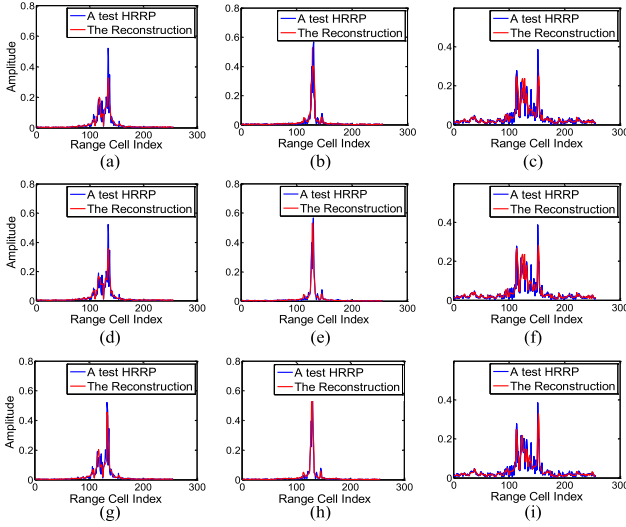 0.8
0.6
0.4
0.2
0
0 100 200 300
Amplitude
Range Cell Index
A test HRRP
The Reconstruction
(a)
0.8
0.6
0.4
0.2
0
0 100 200 300
Range Cell Index
A test HRRP
The Reconstruction
(b)
0.4
0.2
0
0 100 200 300
Range Cell Index
A test HRRP
The Reconstruction
(c)
0.8
0.6
0.4
0.2
0
0 100 200 300
Amplitude
Range Cell Index
A test HRRP
The Reconstruction
(d)
0.8
0.6
0.4
0.2
0
0 100 200 300
Range Cell Index
A test HRRP
The Reconstruction
(e)
0.4
0.2
0
0 100 200 300
Range Cell Index
A test HRRP
The Reconstruction
(f)
0.8
0.6
0.4
0.2
0
0 100 200 300
Amplitude
Range Cell Index
A test HRRP
The Reconstruction
(g)
0.8
0.6
0.4
0.2
0
0 100 200 300
Range Cell Index
A test HRRP
The Reconstruction
(h)
0.4
0.2
0
0 100 200 300
Range Cell Index
A test HRRP
The Reconstruction
(i)